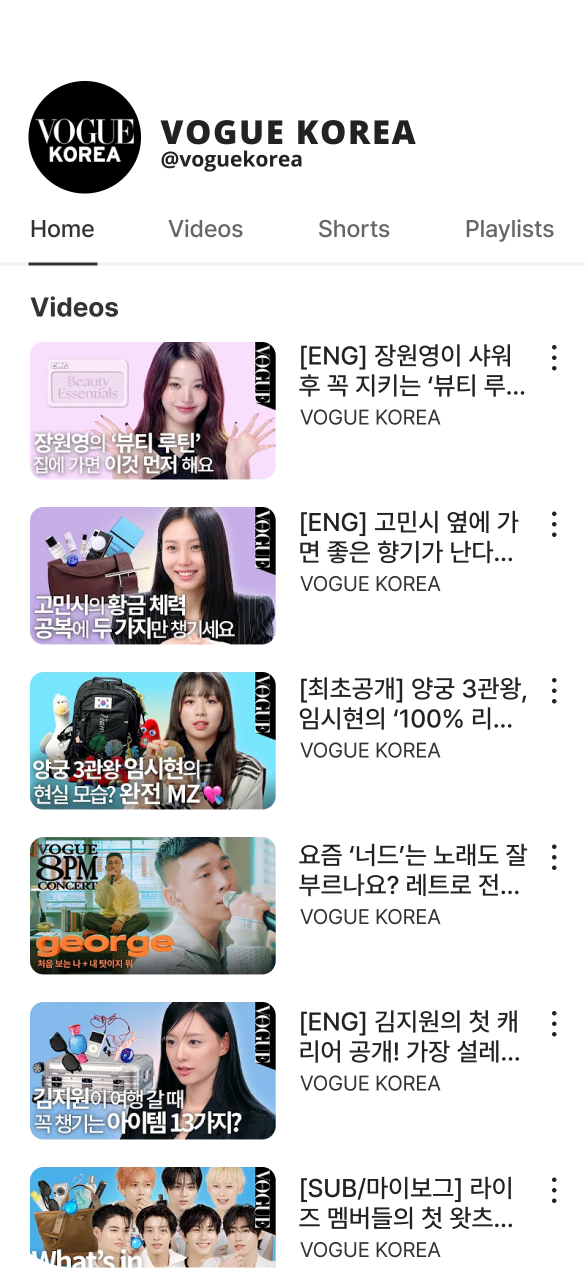 VOGUE
KOREA
VOGUE KOREA
@voguekorea
Home
Videos
Shorts
Playlists
Videos
Beauty
Essentials
VOGUE
장원영의 ‘뷰티 루틴’
집에 가면 이것 먼저 해요
[ENG] 장원영이 샤워
후 꼭 지키는 ‘뷰티 루...
VOGUE KOREA
VOGUE
고민시의 황금 체력
공복에 두 가지만 챙기세요
[ENG] 고민시 옆에 가
면 좋은 향기가 난다...
VOGUE KOREA
VOGUE
양궁 3관왕 임시현의
현실 모습? 완전 MZ💘
[최초공개] 양궁 3관왕,
임시현의 ‘100% 리...
VOGUE KOREA
VOGUE
8PM
CONCERT
george
처음 보는 나 + 내 탓이지 뭐
요즘 ‘너드’는 노래도 잘
부르나요? 레트로 전...
VOGUE KOREA
VOGUE
김지원이 여행 갈 때
꼭 챙기는 아이템 13가지?
[ENG] 김지원의 첫 캐
리어 공개! 가장 설레...
VOGUE KOREA
VOGUE
What's in
[SUB/마이보그] 라이
즈 멤버들의 첫 왓츠...
VOGUE KOREA